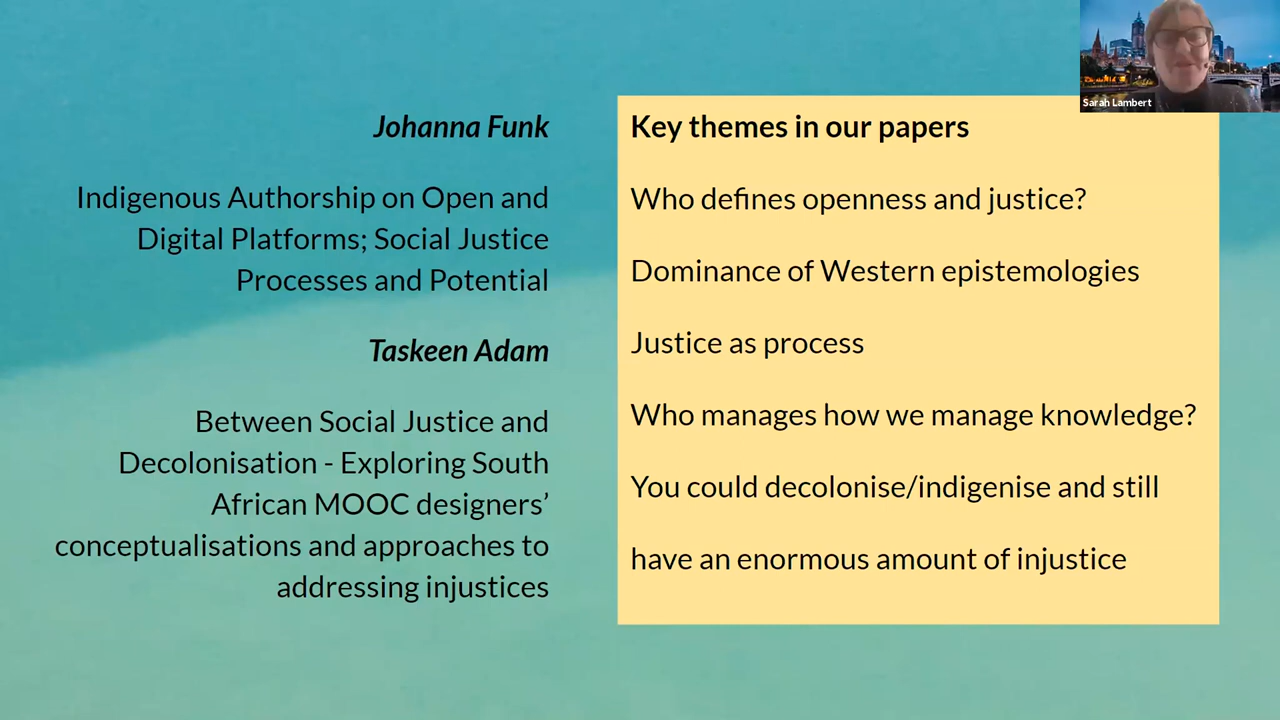 Johanna Funk
Indigenous Authorship on Open and
Digital Platforms; Social Justice
Processes and Potential
Taskeen Adam
Between Social Justice and
Decolonisation - Exploring South
African MOOC designers’
conceptualisations and approaches to
addressing injustices
Key themes in our papers
Who defines openness and justice?
Dominance of Western epistemologies
Justice as process
Who manages how we manage knowledge?
You could decolonise/indigenise and still
have an enormous amount of injustice
Sarah Lambert